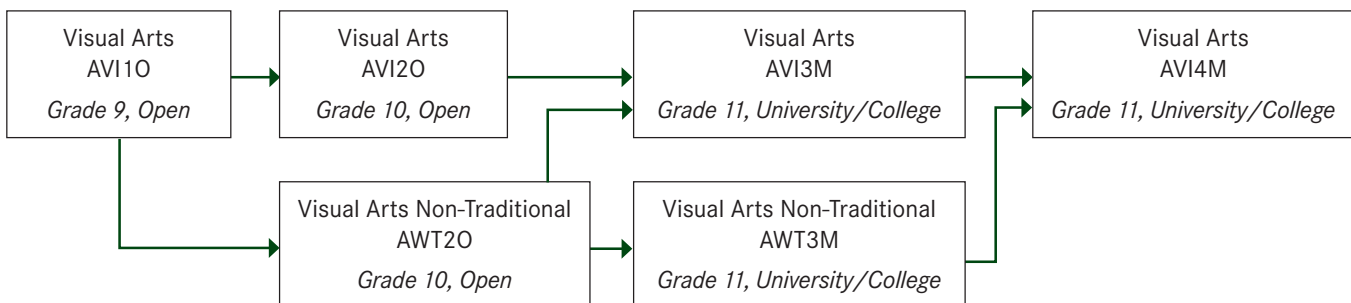 Visual Arts
AVI1O
Grade 9, Open
Visual Arts
AVI2O
Grade 10, Open
Visual Arts
AVI3M
Grade 11, University/College
Visual Arts
AVI4M
Grade 11, University/College
Visual Arts Non-Traditional
AWT2O
Grade 10, Open
Visual Arts Non-Traditional
AWT3M
Grade 11, University/College